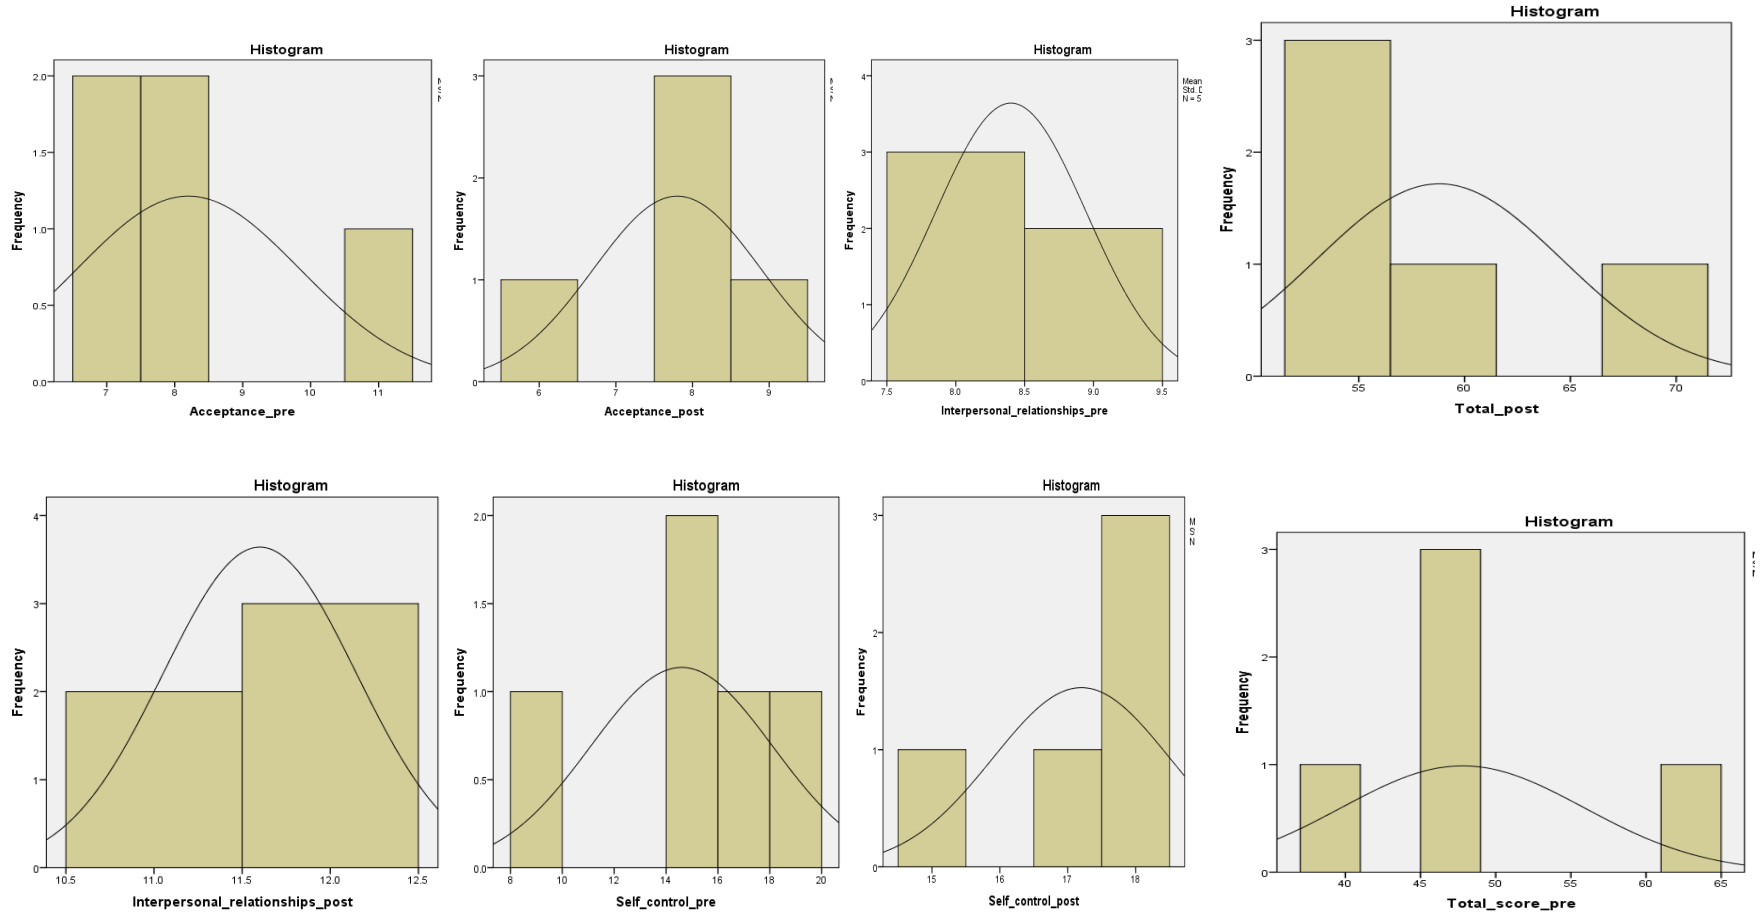 Histogram
2.0
1.5
1.0
0.5
0.0
Frequency
7 8 9 10 11
Acceptance_pre
Histogram
3
2
1
0
Frequency
6 7 8 9
Acceptance_post
Histogram
4
3
2
1
0
Frequency
7.5 8.0 8.5 9.0 9.5
Interpersonal_relationships_pre
Mean
Std.
N = 5
Histogram
3
2
1
0
Frequency
55 60 65 70
Total_post
Histogram
4
3
2
1
0
Frequency
10.5 11.0 11.5 12.0 12.5
Interpersonal_relationships_post
Histogram
2.0
1.5
1.0
0.5
0.0
Frequency
8 10 12 14 16 18 20
Self_control_pre
Histogram
3
2
1
0
Frequency
15 16 17 18
Self_control_post
M
S
N
Histogram
3
2
1
0
Frequency
40 45 50 55 60 65
Total_score_pre